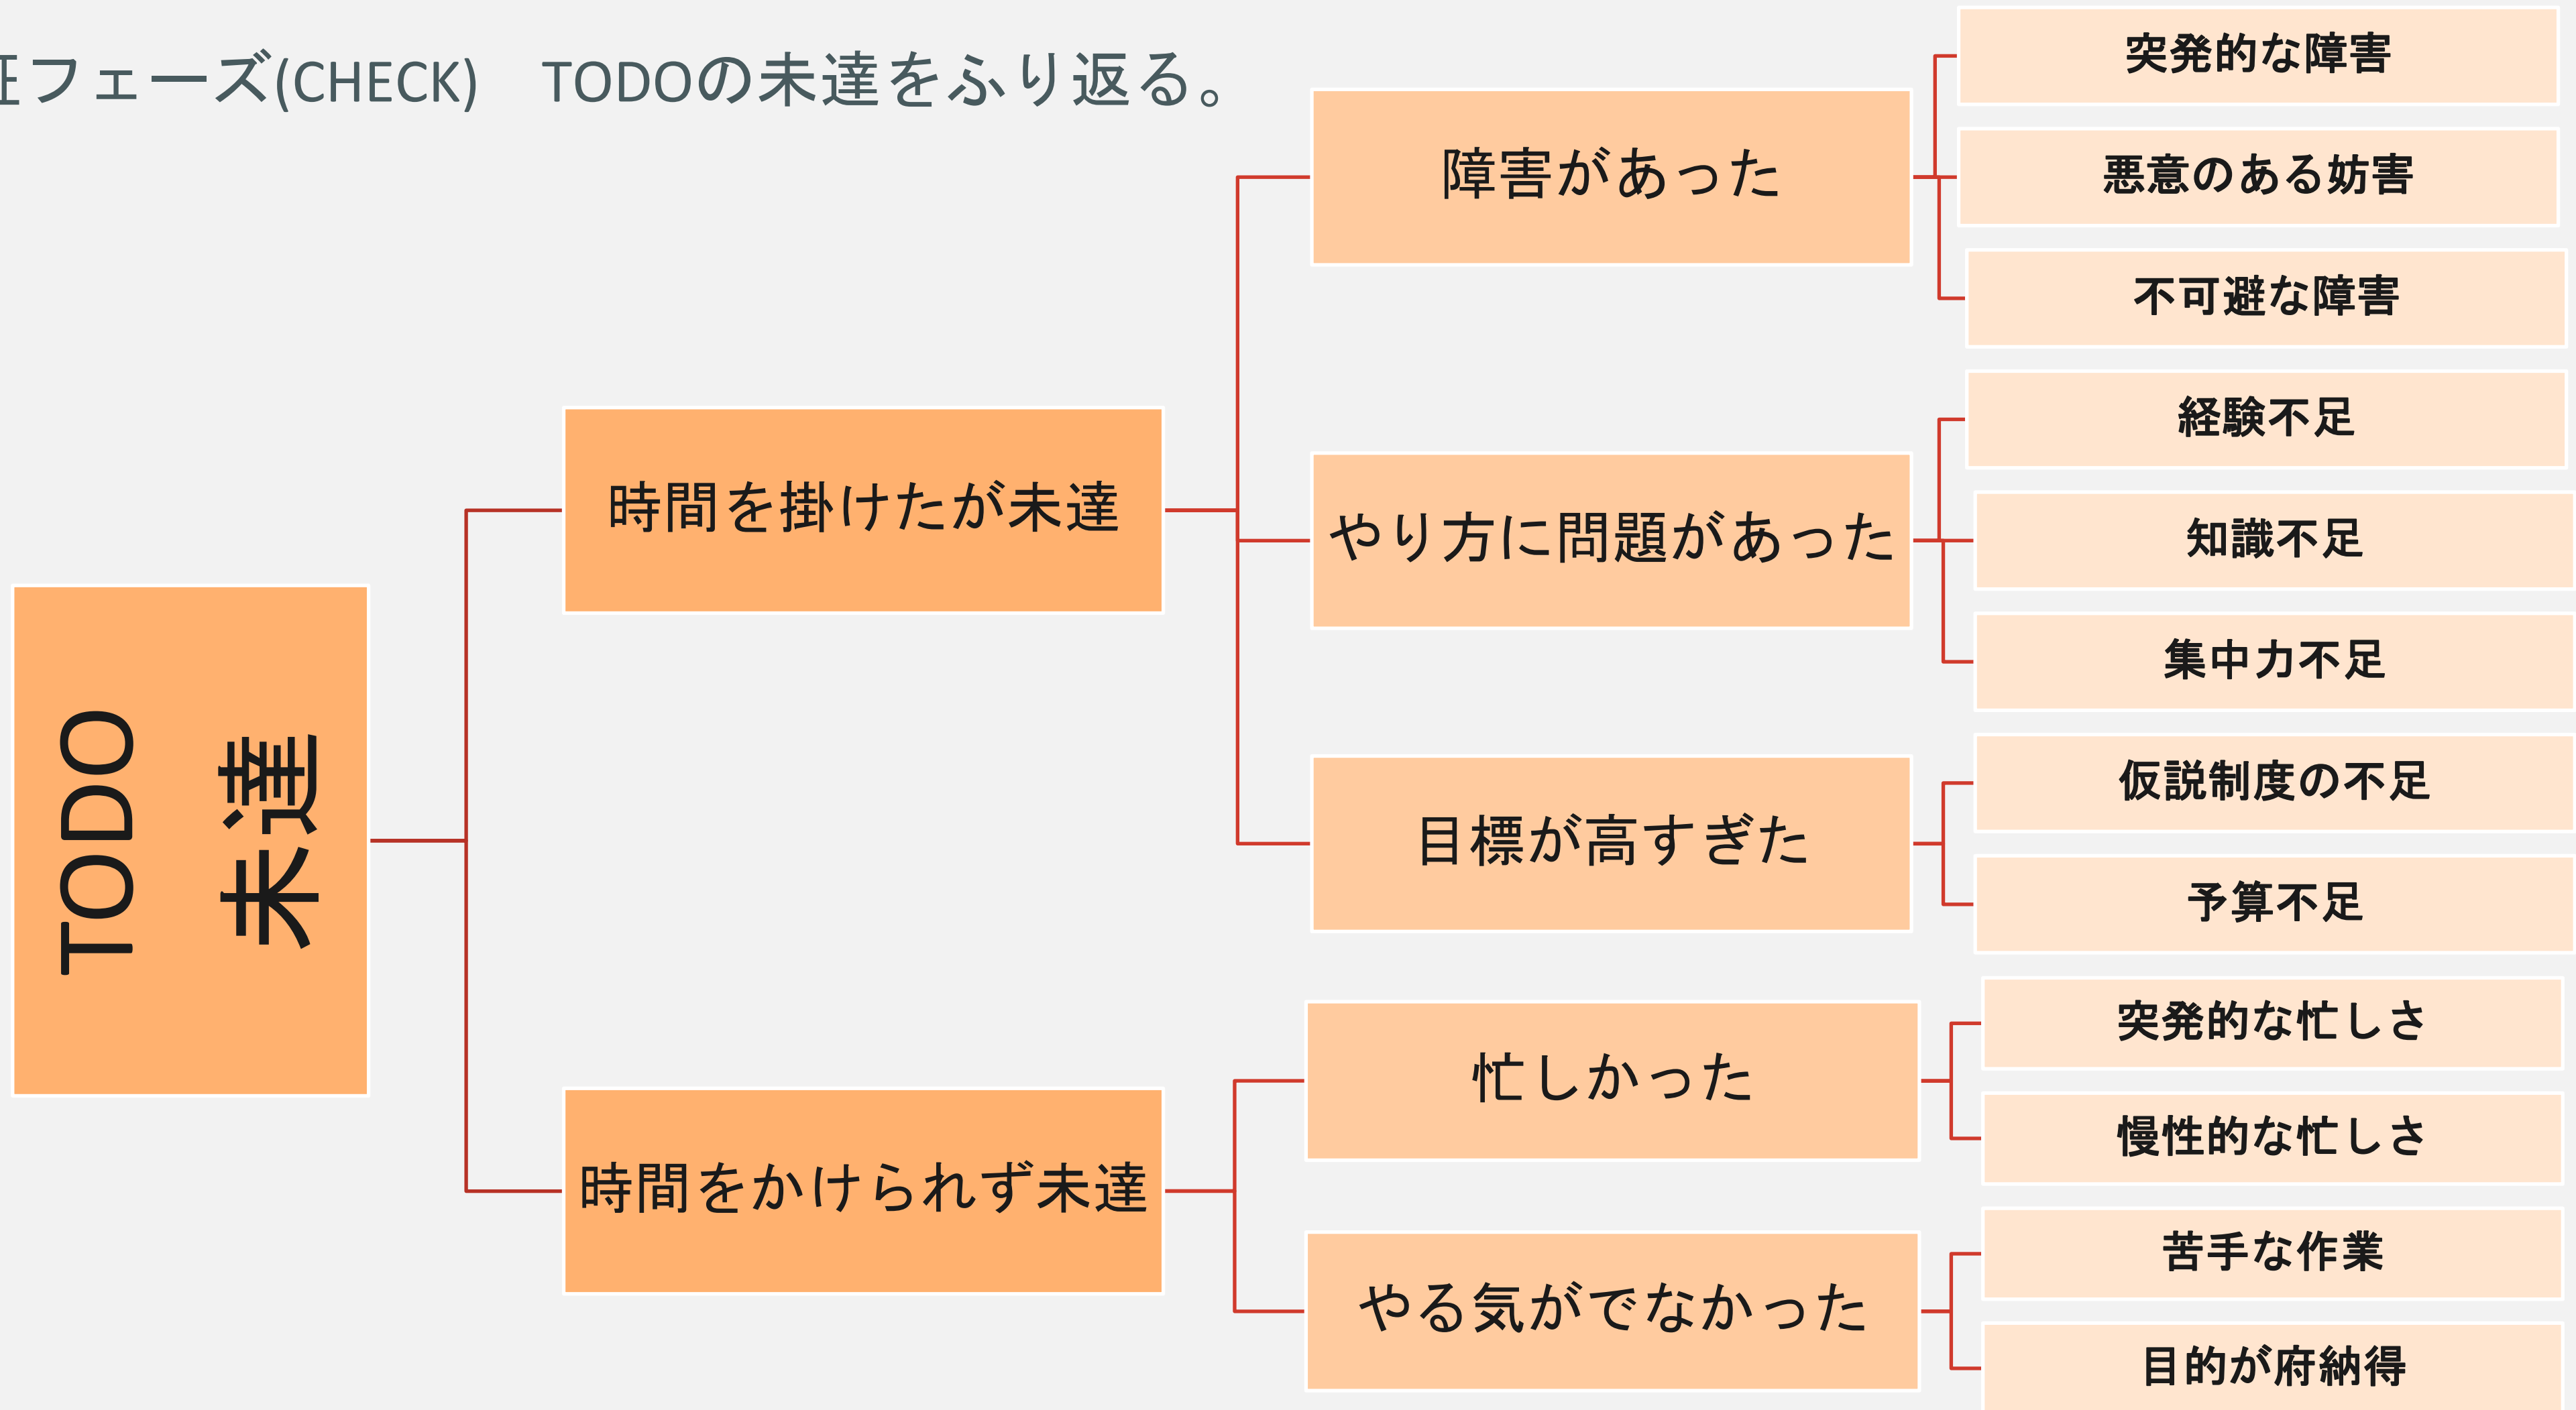 証フェーズ(CHECK)　TODOの未達をふり返る。
TODO
未達
時間を掛けたが未達
障害があった
突発的な障害
悪意のある妨害
不可避な障害
やり方に問題があった
経験不足
知識不足
集中力不足
目標が高すぎた
仮説制度の不足
予算不足
時間をかけられず未達
忙しかった
突発的な忙しさ
慢性的な忙しさ
やる気がでなかった
苦手な作業
目的が府納得